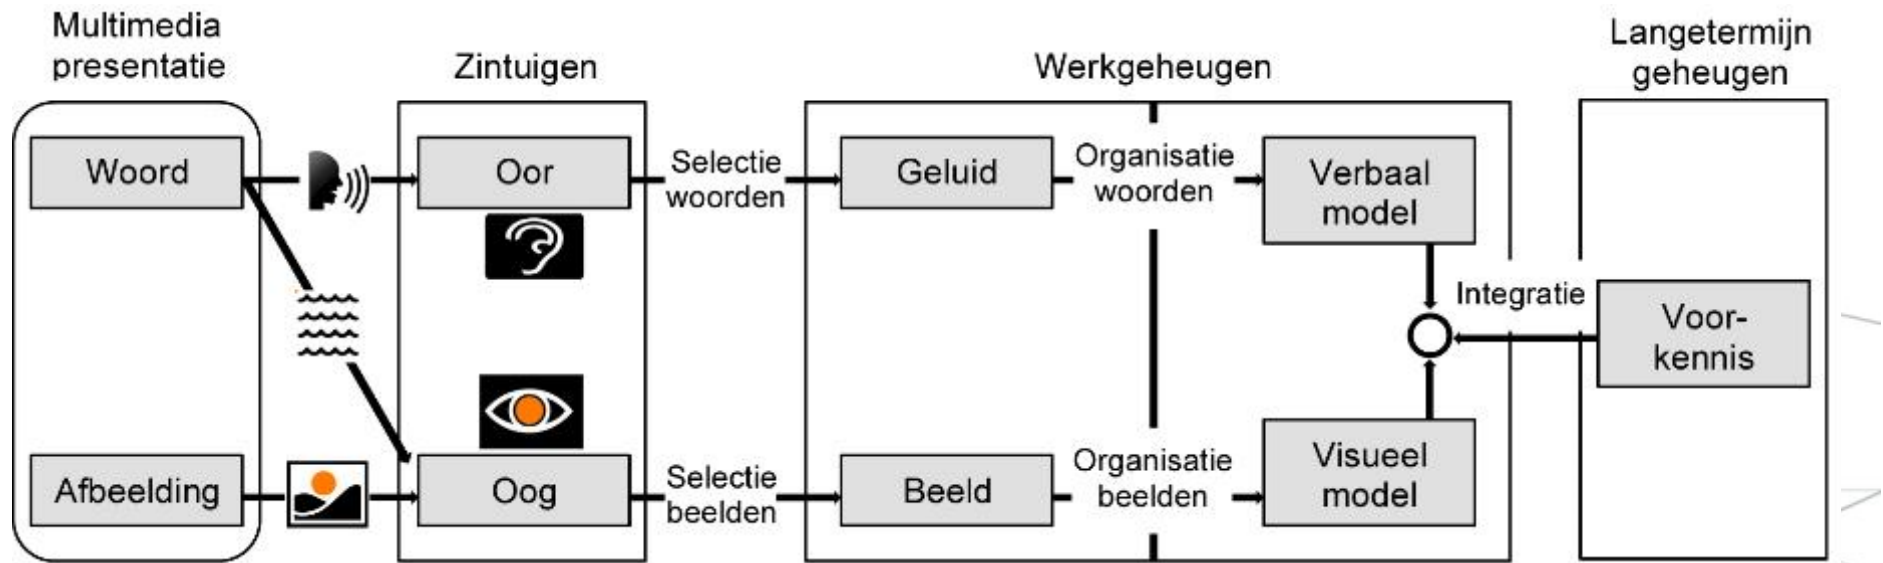 Multimedia
presentatie
Zintuigen
Werkgeheugen
Langetermijn
geheugen
Woord
Oor
Selectie
woorden
Geluid
Organisatie
woorden
Verbaal
model
Integratie
Voor-
kennis
Afbeelding
Oog
Selectie
beelden
Beeld
Organisatie
beelden
Visueel
model